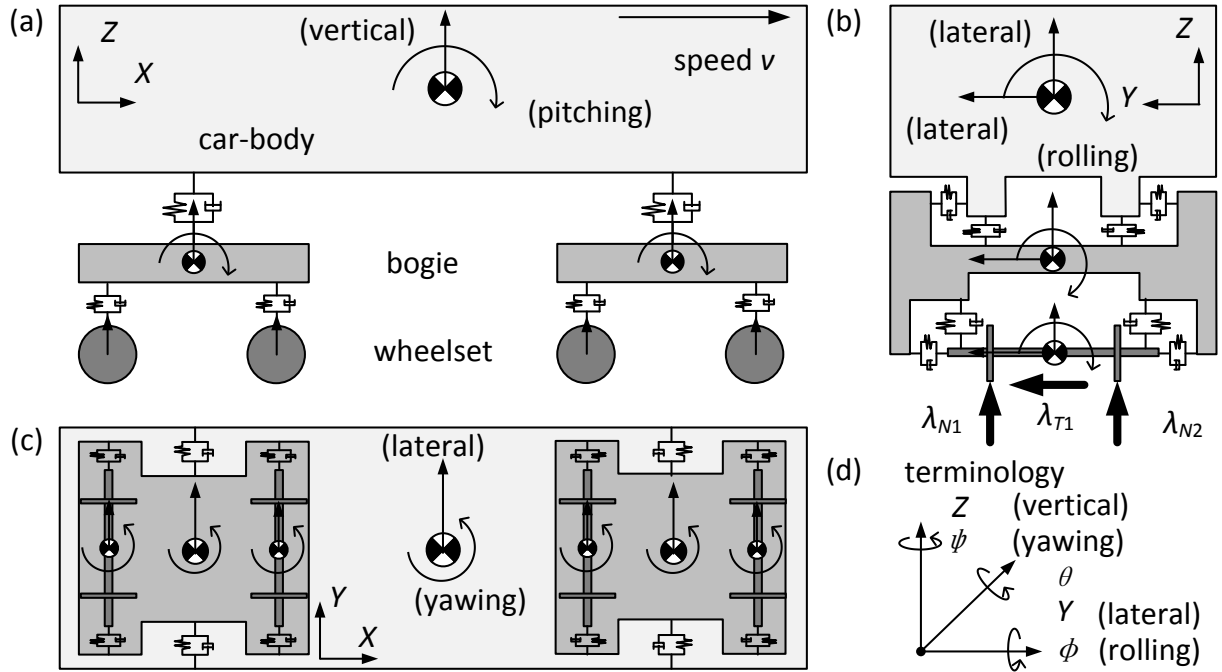 (a)
Z
X
(vertical)
speed v
(pitching)
car-body
bogie
wheelset
(b)
(lateral)
Z
Y
(lateral)
(rolling)
λN1
λT1
λN2
(c)
(lateral)
(yawing)
Y
X
(d)
terminology
Z (vertical)
ψ (yawing)
θ
Y (lateral)
ϕ (rolling)